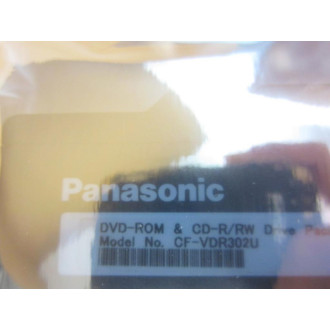 Panasonic
DVD-ROM & CD-R/RW Drive
Model No. CF-VDR302U